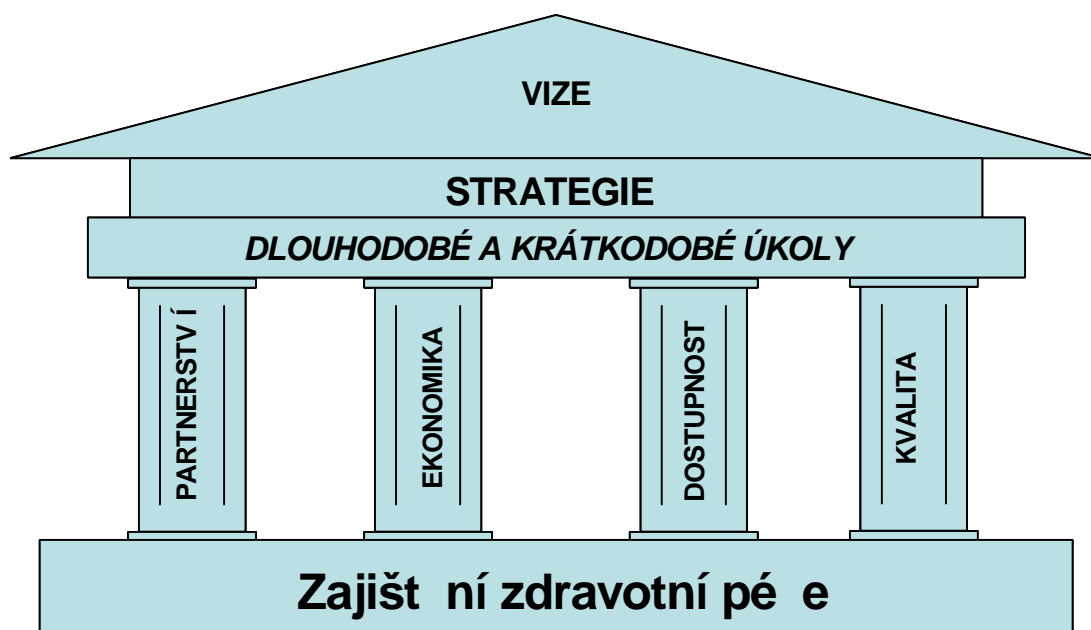 VIZE
STRATEGIE
DLOUHODOBÉ A KRÁTKODOBÉ ÚKOLY
PARTNERSTV Í
EKONOMIKA
DOSTUPNOST
KVALITA
Zajišt ní zdravotní pé e